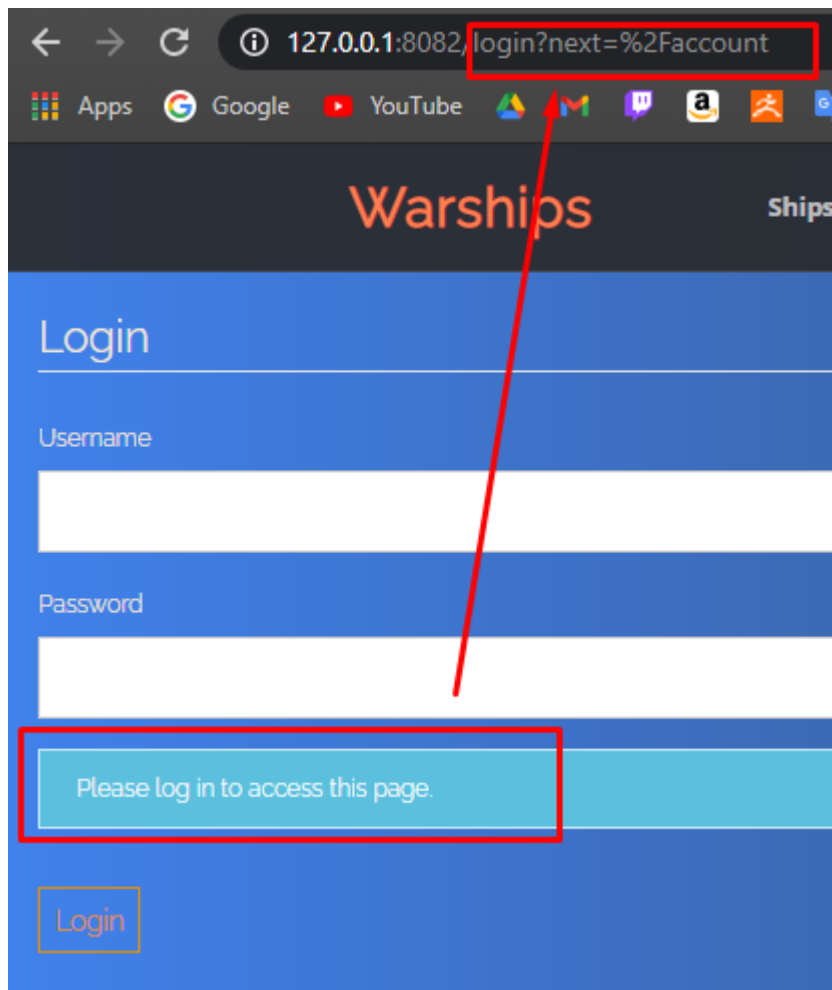 127.0.0.1:8082/login?next=%2Faccount
Apps Google YouTube
Warships Ships
Login
Username
Password
Please log in to access this page.
Login